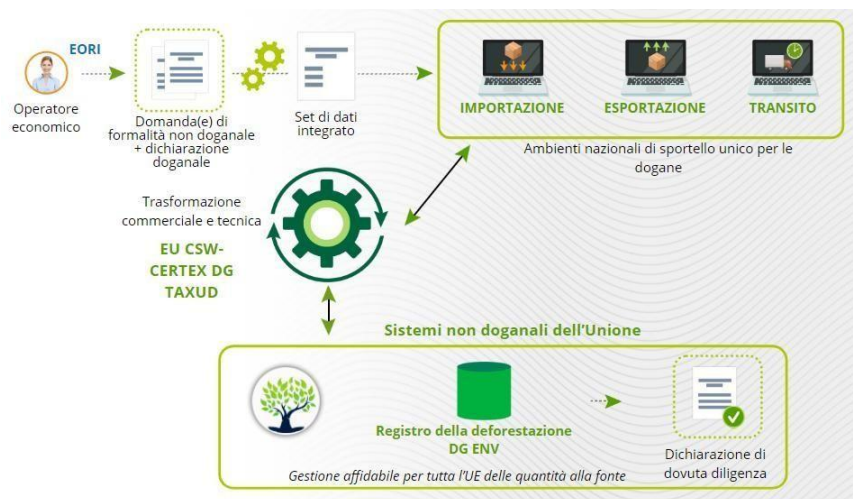 EORI
Operatore
economico
Domanda(e) di
formalità non doganale
+ dichiarazione
doganale
Set di dati
integrato
IMPORTAZIONE
ESPORTAZIONE
TRANSITO
Ambienti nazionali di sportello unico per le
dogane
Trasformazione
commerciale e tecnica
EU CSW-
CERTEX DG
TAXUD
Sistemi non doganali dell'Unione
Registro della deforestazione
DG ENV
Gestione affidabile per tutta l'UE delle quantità alla fonte
Dichiarazione di
dovuta diligenza